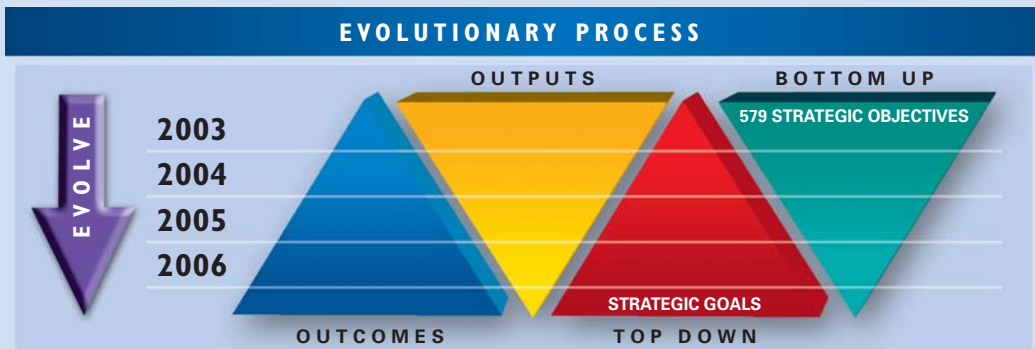 EVOLUTIONARY PROCESS
OUTPUTS
BOTTOM UP
EVOLVE
579 STRATEGIC OBJECTIVES
2003
2004
2005
2006
STRATEGIC GOALS
OUTCOMES
TOP DOWN